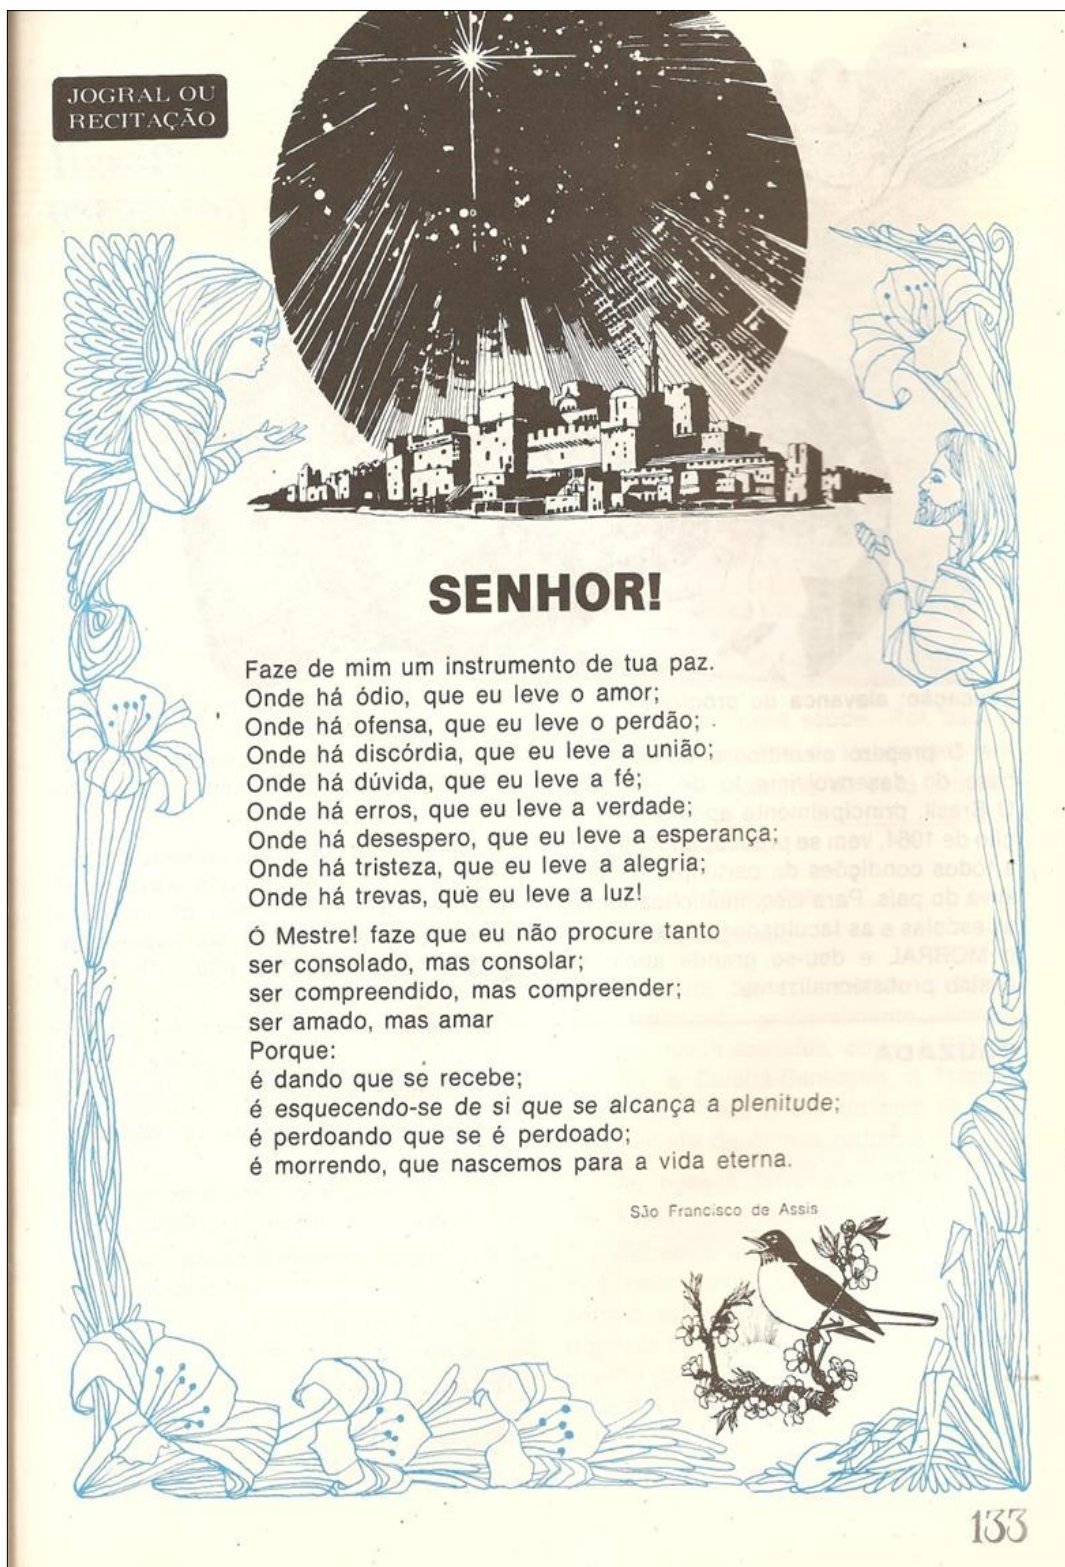 JOGRAL OU
RECITAÇÃO
SENHOR!
Faze de mim um instrumento de tua paz.
Onde há ódio, que eu leve o amor;
Onde há ofensa, que eu leve o perdão;
Onde há discórdia, que eu leve a união;
Onde há dúvida, que eu leve a fé;
Onde há erros, que eu leve a verdade;
Onde há desespero, que eu leve a esperança;
Onde há tristeza, que eu leve a alegria;
Onde há trevas, que eu leve a luz!
Ó Mestre! faze que eu não procure tanto
ser consolado, mas consolar;
ser compreendido, mas compreender;
ser amado, mas amar
Porque:
é dando que se recebe;
é esquecendo-se de si que se alcança a plenitude;
é perdoando que se é perdoado;
é morrendo, que nascemos para a vida eterna.
São Francisco de Assis
133